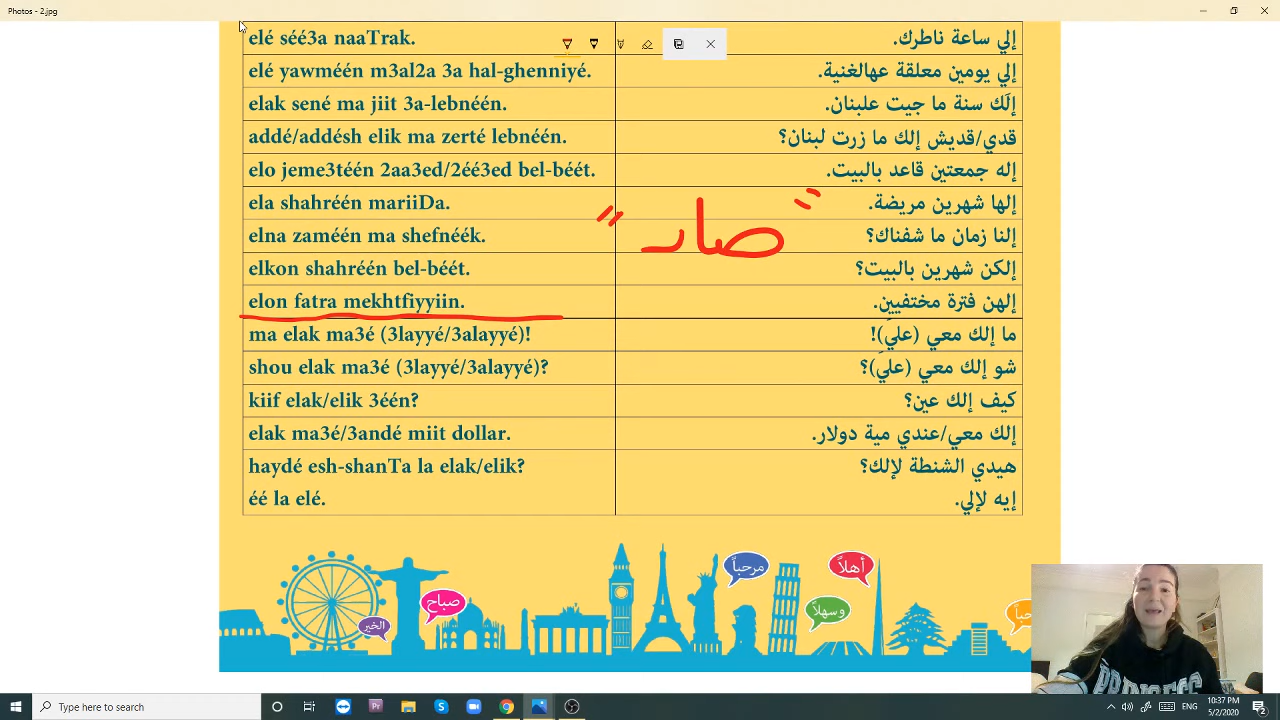 Photos - 2.jpg
elé séé3a naaTrak.
إلي ساعة ناطرك.
elé yawméén m3al2a 3a hal-ghenniyé.
إلي يومين معلقة عهالغنية.
elak sené ma jiit 3a-lebnéén.
إلَك سنة ما جيت علبنان.
addé/addésh elik ma zerté lebnéén.
قدي/قديش إلك ما زرت لبنان؟
elo jeme3téén 2aa3ed/2éé3ed bel-béét.
إله جمعتين قاعد بالبيت.
ela shahréén mariiDa.
إلها شهرين مريضة.
"صار"
elna zaméén ma shefnéék.
إلنا زمان ما شفناك؟
elkon shahréén bel-béét.
إلكن شهرين بالبيت؟
elon fatra mekhtfiyyiin.
إلهن فترة مختفيين.
ma elak ma3é (3layyé/3alayyé)!
ما إلك معي (علي)!
shou elak ma3é (3layyé/3alayyé)?
شو إلك معي (علَي)؟
kiif elak/elik 3één?
كيف إلك عين؟
elak ma3é/3andé miit dollar.
إلك معي/عندي مية دولار.
haydé esh-shanTa la elak/elik?
هيدي الشنطة لإلك؟
éé la elé.
إيه لإلي.
مرحباً
أهلاً
صباح
الخير
وسهلاً
Type here to search
10:37 PM
ENG
5/2/2020
2